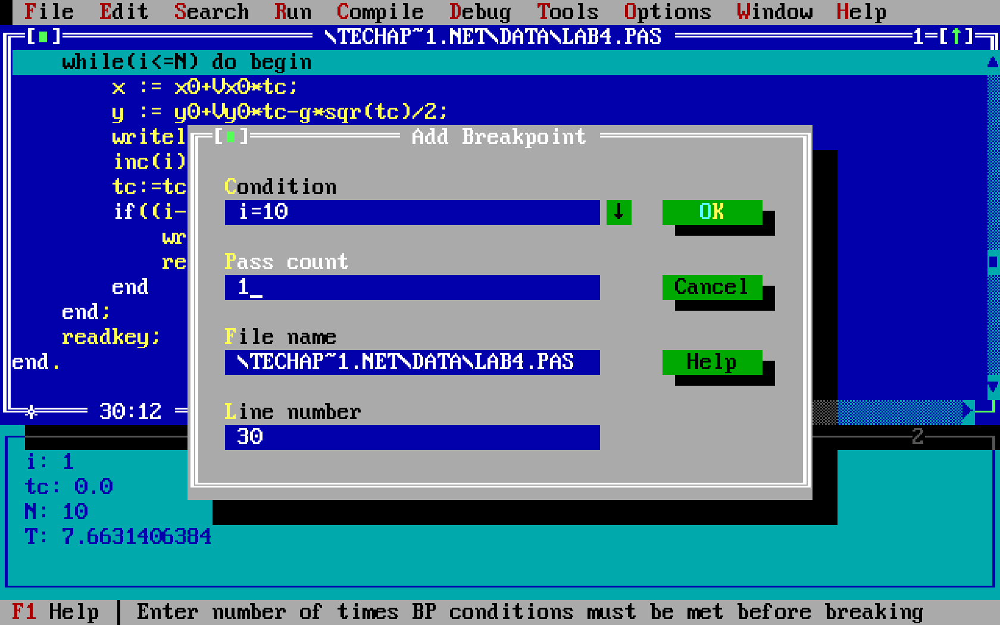 File Edit Search Run Compile Debug Tools Options Window Help
[■] \TECHAP~1.NET\DATA\LAB4.PAS 1=[↑]
while(i<=N) do begin
x := x0+Vx0*tc;
y := y0+Vy0*tc-g*sqr(tc)/2;
writel
inc(i)
tc:=tc
if((i-
wr
re
end
end;
readkey;
end.
30:12
[■] Add Breakpoint
Condition
i=10 ↓ OK
Pass count
1_ Cancel
File name
\TECHAP~1.NET\DATA\LAB4.PAS Help
Line number
30
2
i: 1
tc: 0.0
N: 10
T: 7.6631406384
F1 Help | Enter number of times BP conditions must be met before breaking